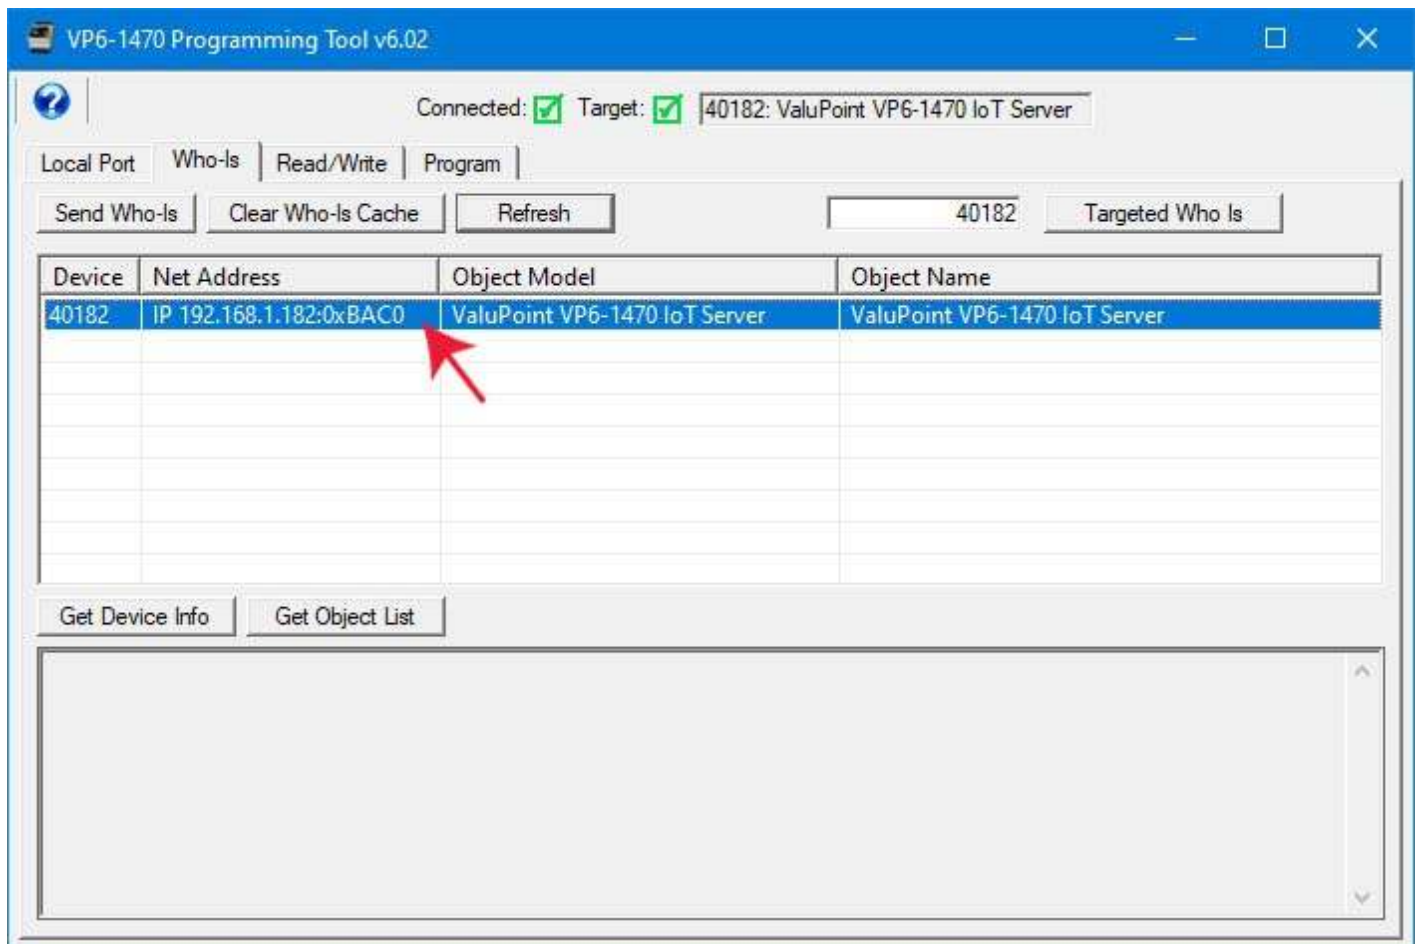 VP6-1470 Programming Tool v6.02
Connected: Target: 40182: ValuPoint VP6-1470 IoT Server
Local Port Who-Is Read/Write Program
Send Who-Is Clear Who-Is Cache Refresh 40182 Targeted Who Is
Device Net Address Object Model Object Name
40182 IP 192.168.1.182:0xBAC0 ValuPoint VP6-1470 IoT Server ValuPoint VP6-1470 IoT Server
Get Device Info Get Object List